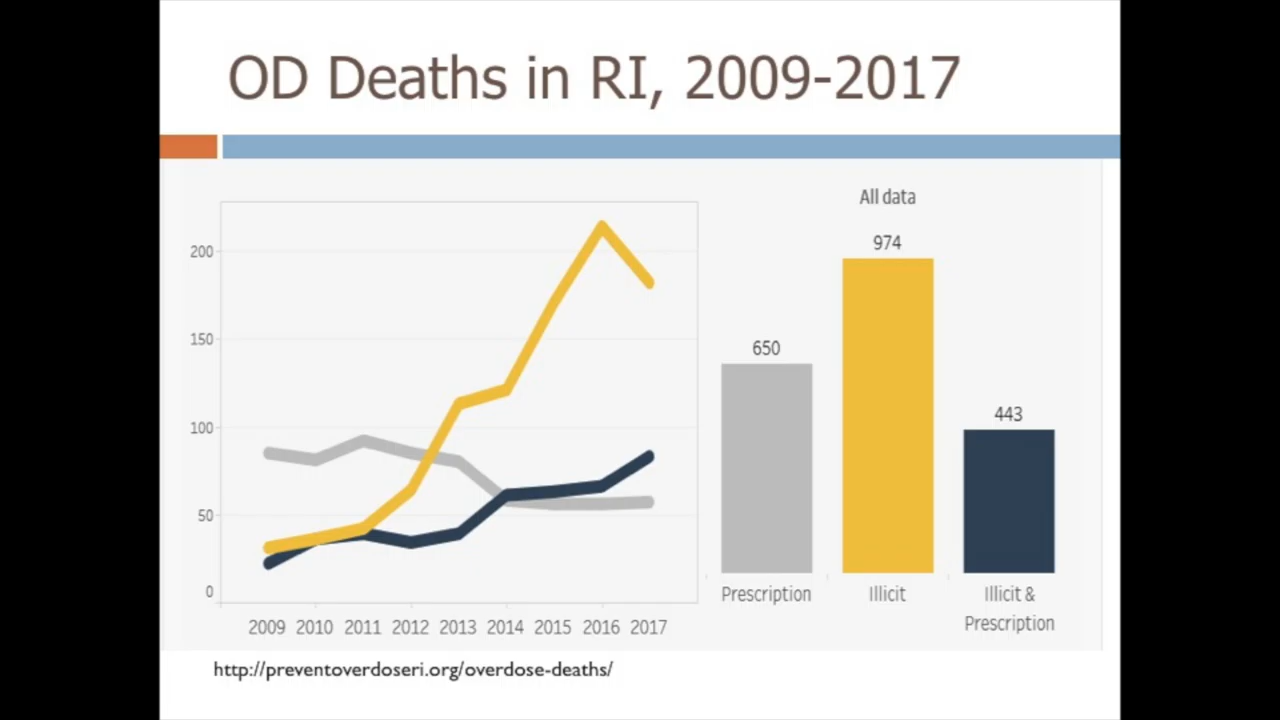 OD Deaths in RI, 2009-2017
200
150
100
50
0
2009 2010 2011 2012 2013 2014 2015 2016 2017
All data
974
650
443
Prescription
Illicit
Illicit &
Prescription
http://preventoverdoseri.org/overdose-deaths/